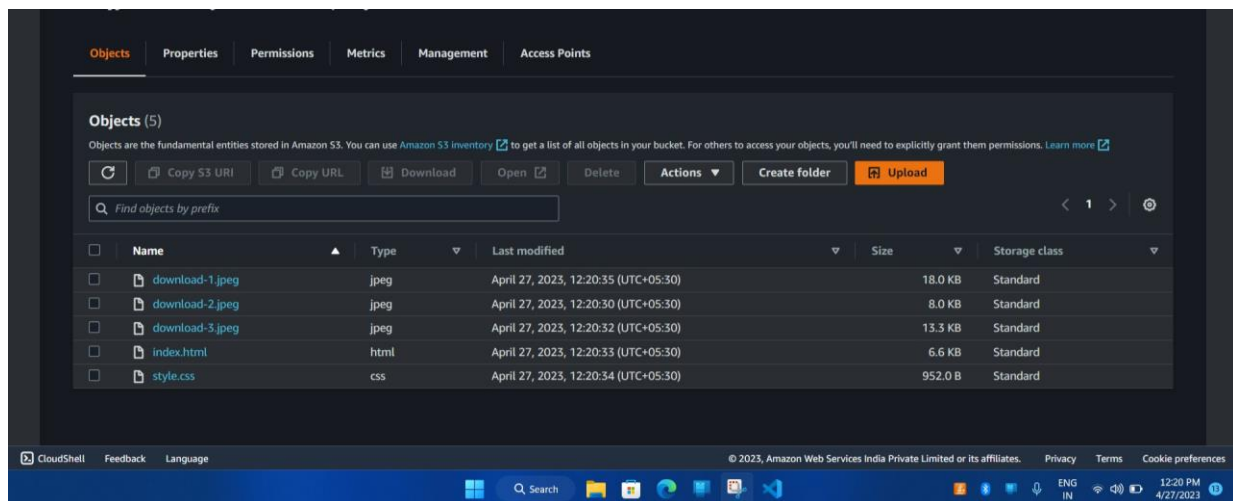 Objects Properties Permissions Metrics Management Access Points
Objects (5)
Objects are the fundamental entities stored in Amazon S3. You can use Amazon S3 inventory to get a list of all objects in your bucket. For others to access your objects, you'll need to explicitly grant them permissions. Learn more
Copy S3 URI Copy URL Download Open Delete Actions Create folder Upload
Find objects by prefix 1
Name Type Last modified Size Storage class
download-1.jpeg jpeg April 27, 2023, 12:20:35 (UTC+05:30) 18.0 KB Standard
download-2.jpeg jpeg April 27, 2023, 12:20:30 (UTC+05:30) 8.0 KB Standard
download-3.jpeg jpeg April 27, 2023, 12:20:32 (UTC+05:30) 13.3 KB Standard
index.html html April 27, 2023, 12:20:33 (UTC+05:30) 6.6 KB Standard
style.css css April 27, 2023, 12:20:34 (UTC+05:30) 952.0 B Standard
CloudShell Feedback Language © 2023, Amazon Web Services India Private Limited or its affiliates. Privacy Terms Cookie preferences
Search ENG 12:20 PM
IN 4/27/2023 13